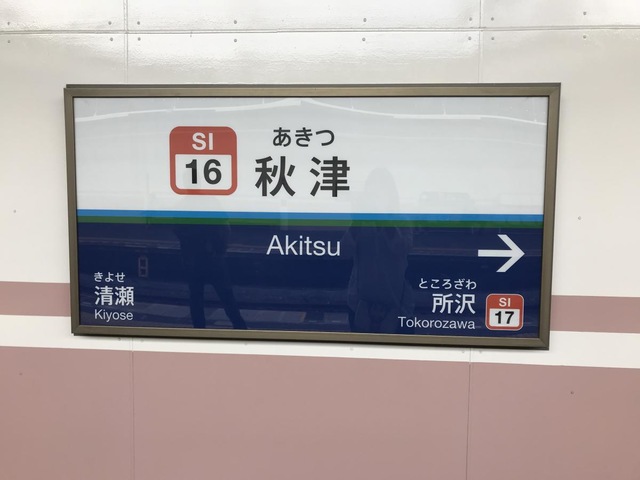 SI
16
あきつ
秋津
Akitsu
きよせ
清瀬
Kiyose
ところざわ
所沢
Tokorozawa
SI
17